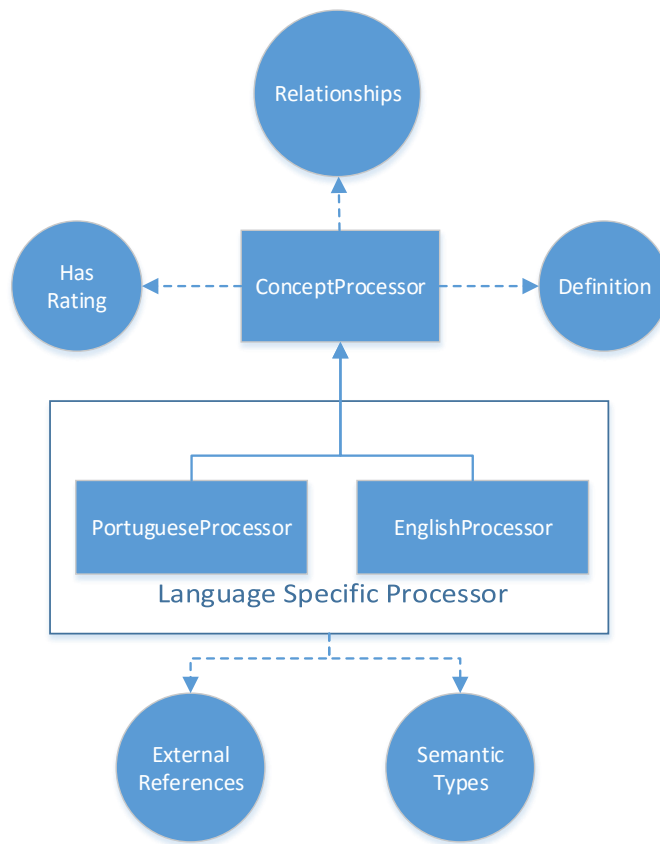 Relationships
Has
Rating
ConceptProcessor
Definition
PortugueseProcessor
EnglishProcessor
Language Specific Processor
External
References
Semantic
Types